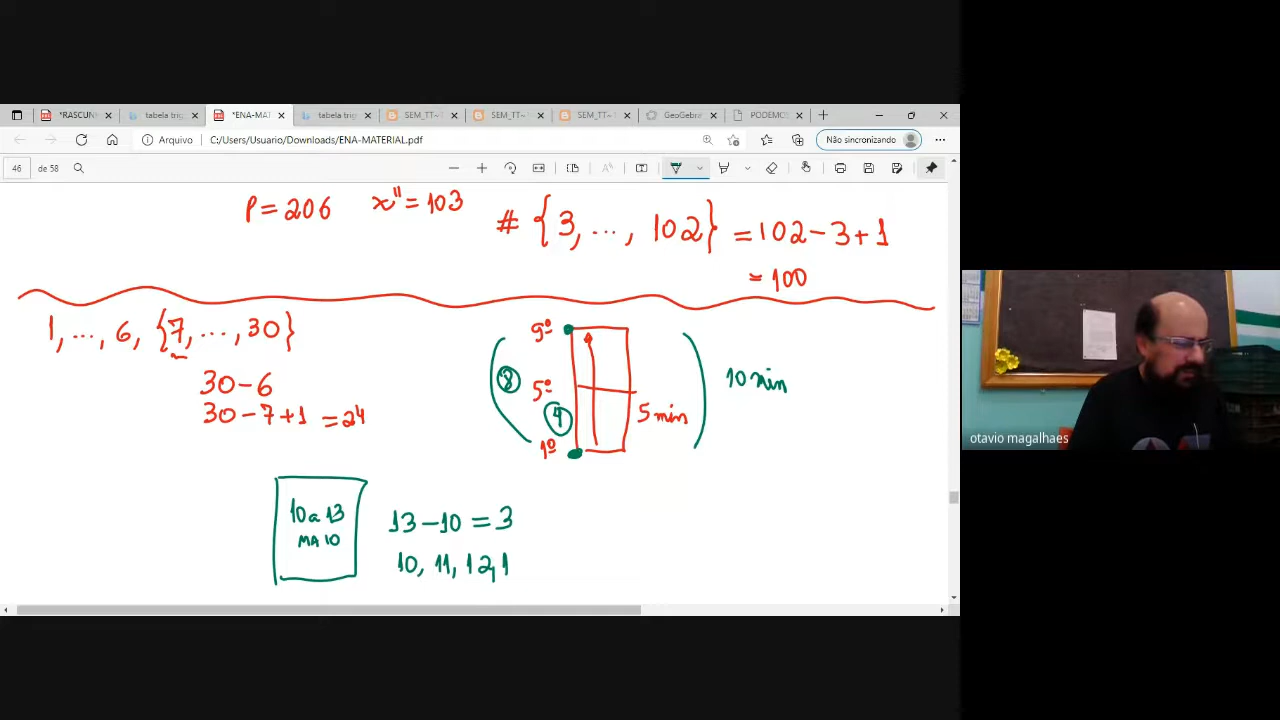 *RASCUN
tabela trig
*ENA-MAT
tabela trig
SEM_TT-
SEM_TT~
SEM_TT-
GeoGebra
PODEMOS
Arquivo C:/Users/Usuario/Downloads/ENA-MATERIAL.pdf
Não sincronizando
46 de 58
P = 206 x" = 103
# {3, ..., 102} = 102 - 3 + 1
= 100
1, ..., 6, {7, ..., 30}
30 - 6
30 - 7 + 1 = 24
9º
8 5º
4 5 min
1º
10 min
10 a 13
MA 10
13 - 10 = 3
10, 11, 12, 1
otavio magalhaes